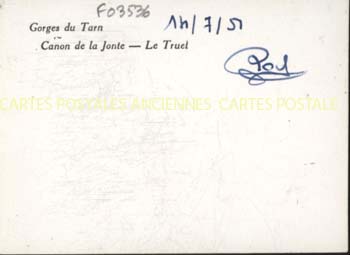 F03536
Gorges du Tarn
14/7/51
Canon de la Jonte — Le Truel
CARTES POSTALES ANCIENNES CARTES POSTALE